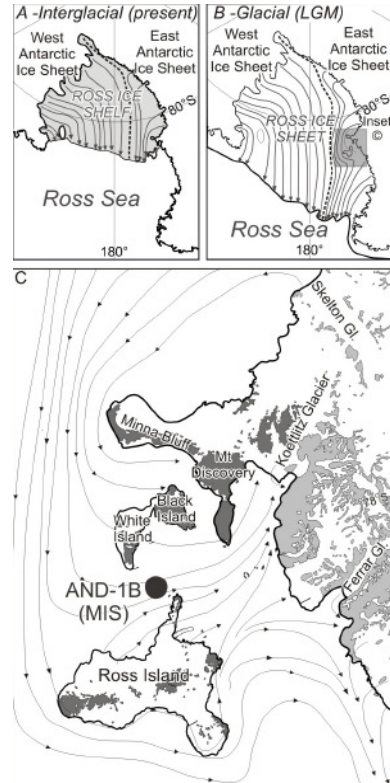 A -Interglacial (present)
West
Antarctic
Ice Sheet
East
Antarctic
Ice Sheet
ROSS ICE
SHELF
80°S
Ross Sea
180°
B -Glacial (LGM)
West
Antarctic
Ice Sheet
East
Antarctic
Ice Sheet
ROSS ICE
SHEET
80°S
Inset
©
Ross Sea
180°
C
Skelton Gl.
Minna Bluff
Koettlitz Glacier
Mt
Discovery
Black
Island
White
Island
78°
Ferrar Gl.
AND-1B
(MIS)
Ross Island